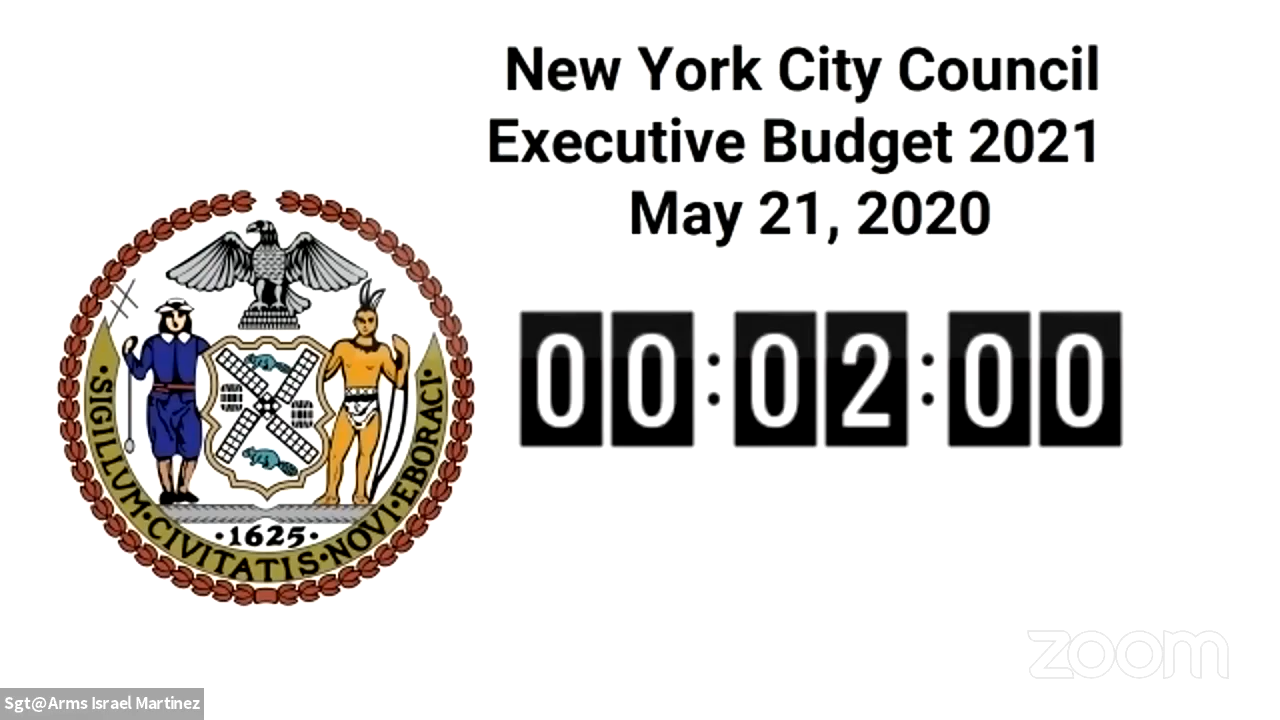 New York City Council
Executive Budget 2021
May 21, 2020
00:02:00
SIGILLUM·CIVITATIS·NOVI·EBORACI
·1625·
zoom
Sgt@Arms Israel Martinez